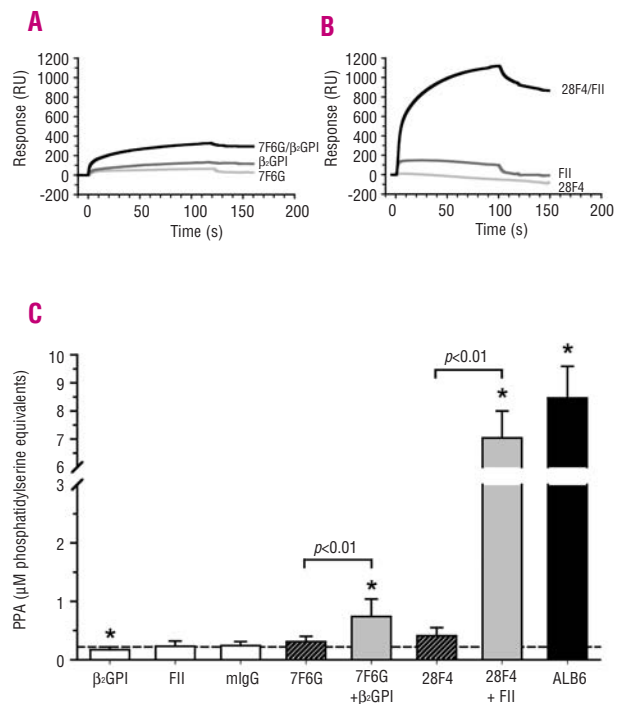 A
Response (RU)
1200
1000
800
600
400
200
0
-200
7F6G/β₂GPI
β₂GPI
7F6G
0 50 100 150 200
Time (s)
B
Response (RU)
1200
1000
800
600
400
200
0
-200
28F4/FII
FII
28F4
0 50 100 150 200
Time (s)
C
PPA (μM phosphatidylserine equivalents)
10
9
8
7
6
3
2
1
0
*
p<0.01
*
p<0.01
*
*
β₂GPI FII mIgG 7F6G 7F6G 28F4 28F4 ALB6
+β₂GPI + FII